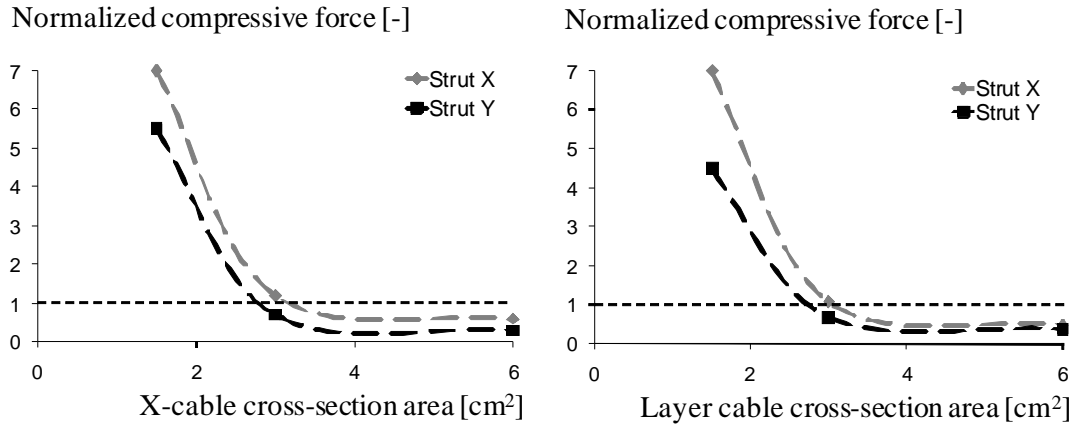 Normalized compressive force [-]
7
6
5
4
3
2
1
0
0 2 4 6
Strut X
Strut Y
X-cable cross-section area [cm²]
Normalized compressive force [-]
7
6
5
4
3
2
1
0
0 2 4 6
Strut X
Strut Y
Layer cable cross-section area [cm²]